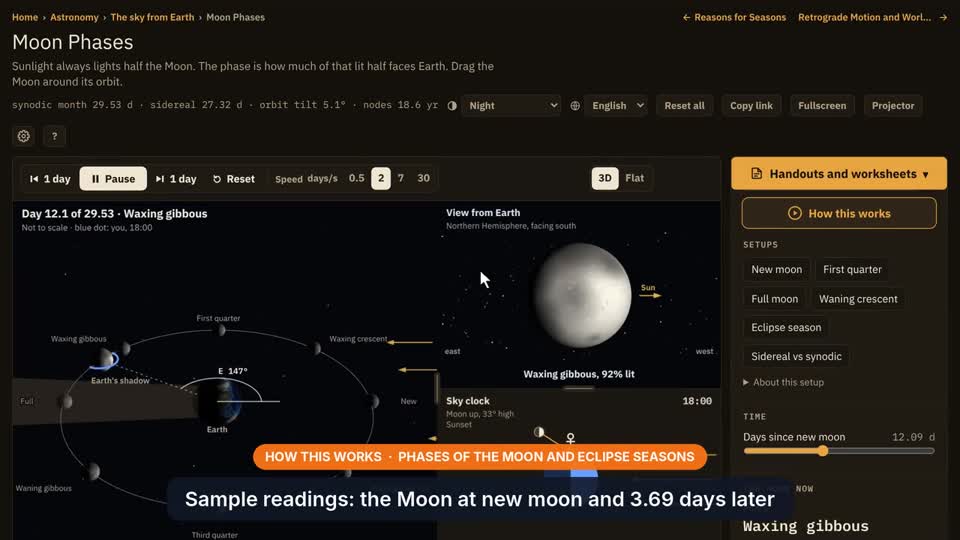 Home › Astronomy › The sky from Earth › Moon Phases
← Reasons for Seasons Retrograde Motion and Worl... →
Moon Phases
Sunlight always lights half the Moon. The phase is how much of that lit half faces Earth. Drag the
Moon around its orbit.
synodic month 29.53 d · sidereal 27.32 d · orbit tilt 5.1° · nodes 18.6 yr
Night
English
Reset all
Copy link
Fullscreen
Projector
?
1 day
Pause
1 day
Reset
Speed days/s 0.5 2 7 30
3D Flat
Handouts and worksheets ▾
Day 12.1 of 29.53 · Waxing gibbous
Not to scale · blue dot: you, 18:00
First quarter
Waxing gibbous
Waxing crescent
E 147°
Earth's shadow
Full
New
Earth
Waning gibbous
Third quarter
View from Earth
Northern Hemisphere, facing south
Sun
east
west
Waxing gibbous, 92% lit
Sky clock
18:00
Moon up, 33° high
Sunset
How this works
SETUPS
New moon
First quarter
Full moon
Waning crescent
Eclipse season
Sidereal vs synodic
▶ About this setup
TIME
Days since new moon 12.09 d
NOW
Waxing gibbous
HOW THIS WORKS · PHASES OF THE MOON AND ECLIPSE SEASONS
Sample readings: the Moon at new moon and 3.69 days later